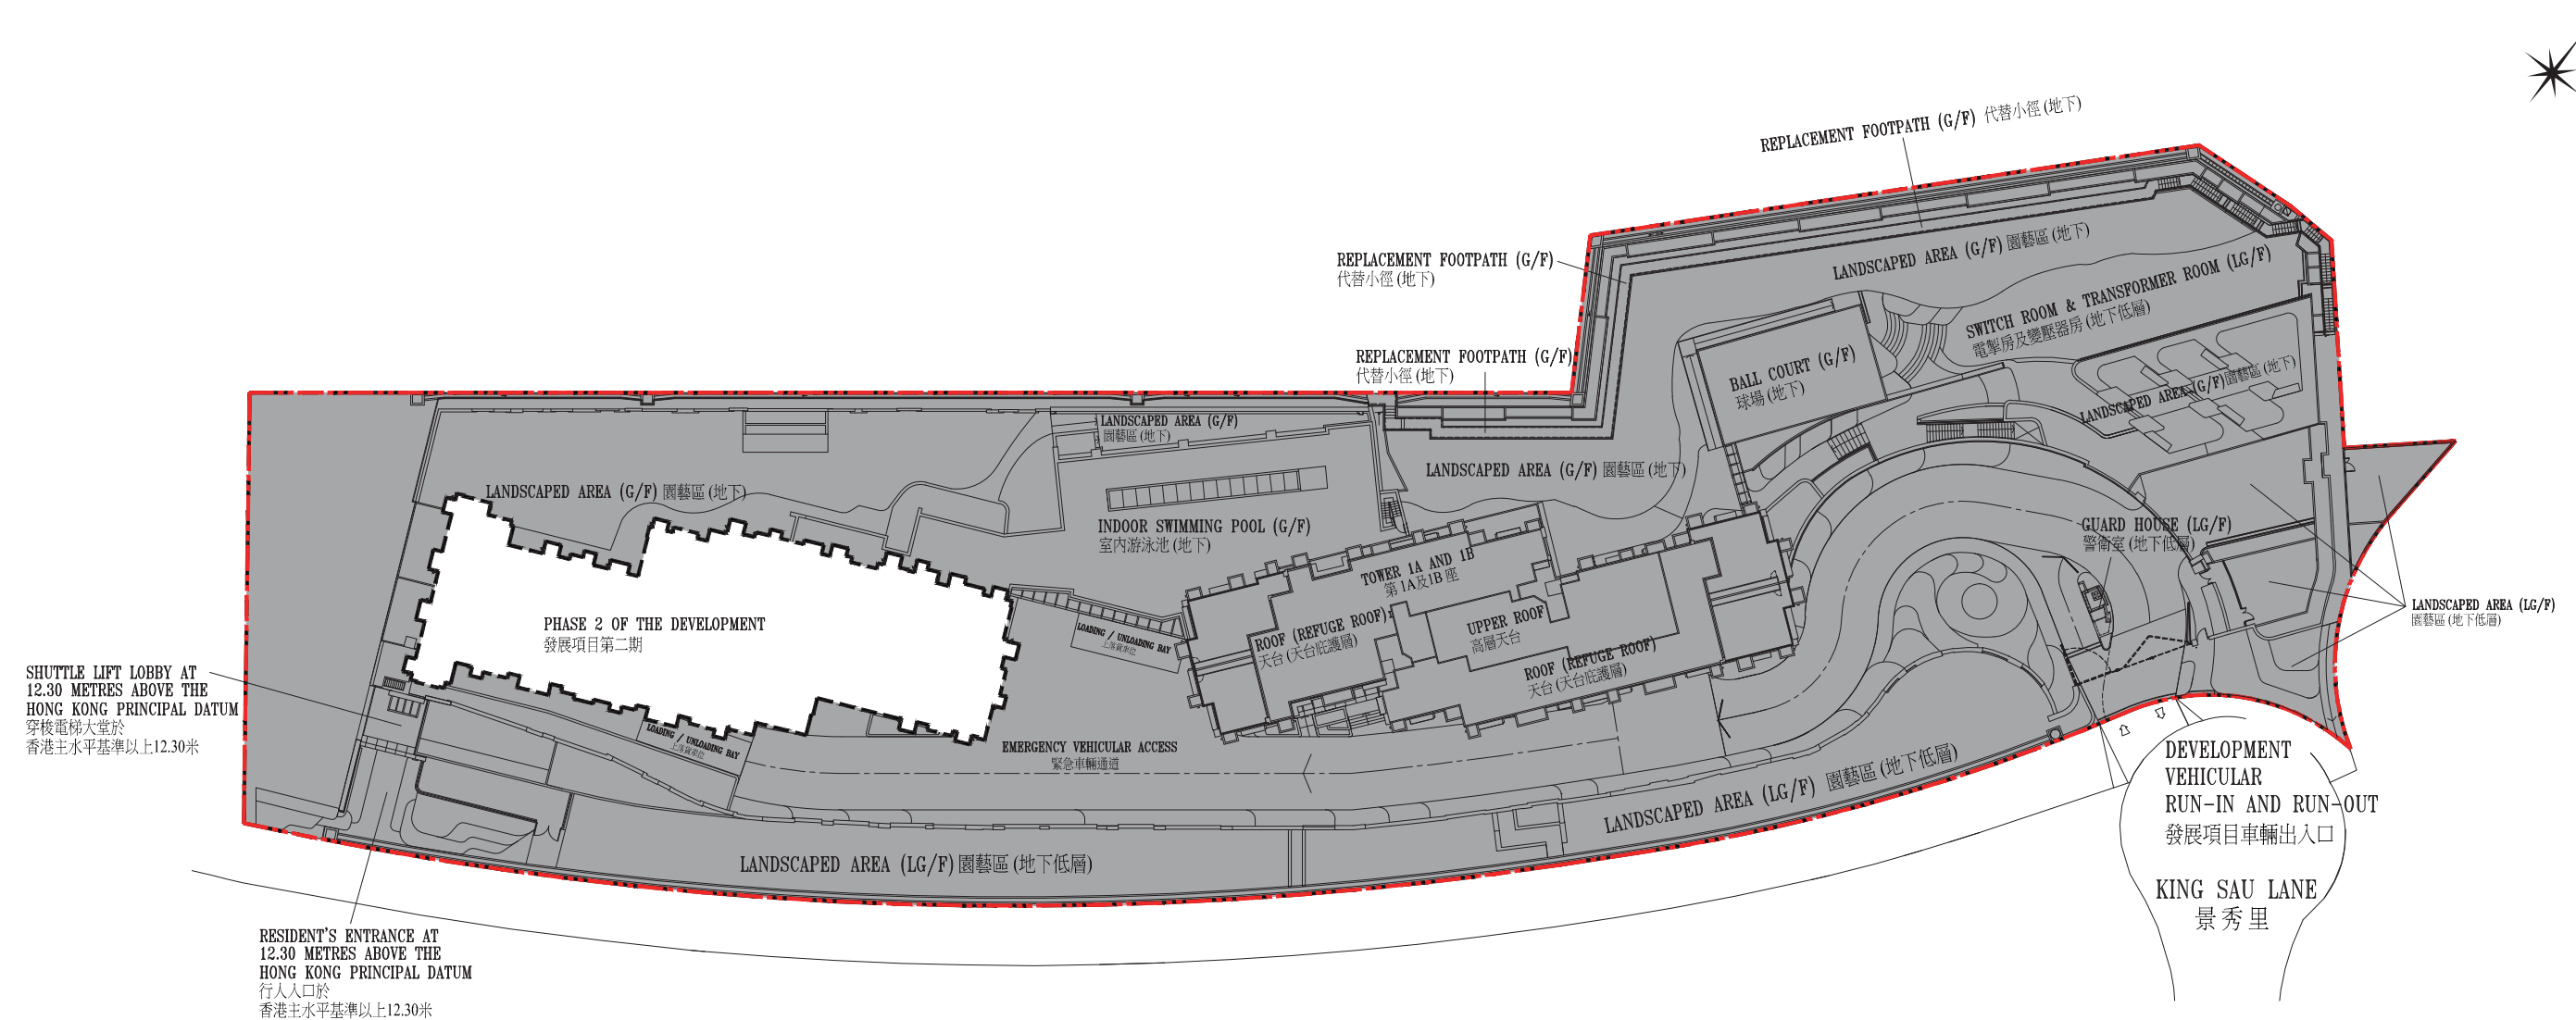 REPLACEMENT FOOTPATH (G/F) 代替小徑 (地下)
REPLACEMENT FOOTPATH (G/F)
代替小徑 (地下)
LANDSCAPED AREA (G/F) 園藝區 (地下)
SWITCH ROOM & TRANSFORMER ROOM (LG/F)
電掣房及變壓器房 (地下低層)
REPLACEMENT FOOTPATH (G/F)
代替小徑 (地下)
BALL COURT (G/F)
球場 (地下)
LANDSCAPED AREA (G/F) 園藝區 (地下)
LANDSCAPED AREA (G/F)
園藝區 (地下)
LANDSCAPED AREA (G/F) 園藝區 (地下)
LANDSCAPED AREA (G/F) 園藝區 (地下)
INDOOR SWIMMING POOL (G/F)
室內游泳池 (地下)
GUARD HOUSE (LG/F)
警衛室 (地下低層)
TOWER 1A AND 1B
第 1A及1B 座
LANDSCAPED AREA (LG/F)
園藝區 (地下低層)
PHASE 2 OF THE DEVELOPMENT
發展項目第二期
LOADING / UNLOADING BAY
上落貨車位
ROOF (REFUGE ROOF)
天台 (天台庇護層)
UPPER ROOF
高層天台
ROOF (REFUGE ROOF)
天台 (天台庇護層)
SHUTTLE LIFT LOBBY AT
12.30 METRES ABOVE THE
HONG KONG PRINCIPAL DATUM
穿梭電梯大堂於
香港主水平基準以上12.30米
LOADING / UNLOADING BAY
上落貨車位
EMERGENCY VEHICULAR ACCESS
緊急車輛通道
LANDSCAPED AREA (LG/F) 園藝區 (地下低層)
DEVELOPMENT
VEHICULAR
RUN-IN AND RUN-OUT
發展項目車輛出入口
LANDSCAPED AREA (LG/F) 園藝區 (地下低層)
KING SAU LANE
景秀里
RESIDENT'S ENTRANCE AT
12.30 METRES ABOVE THE
HONG KONG PRINCIPAL DATUM
行人入口於
香港主水平基準以上12.30米